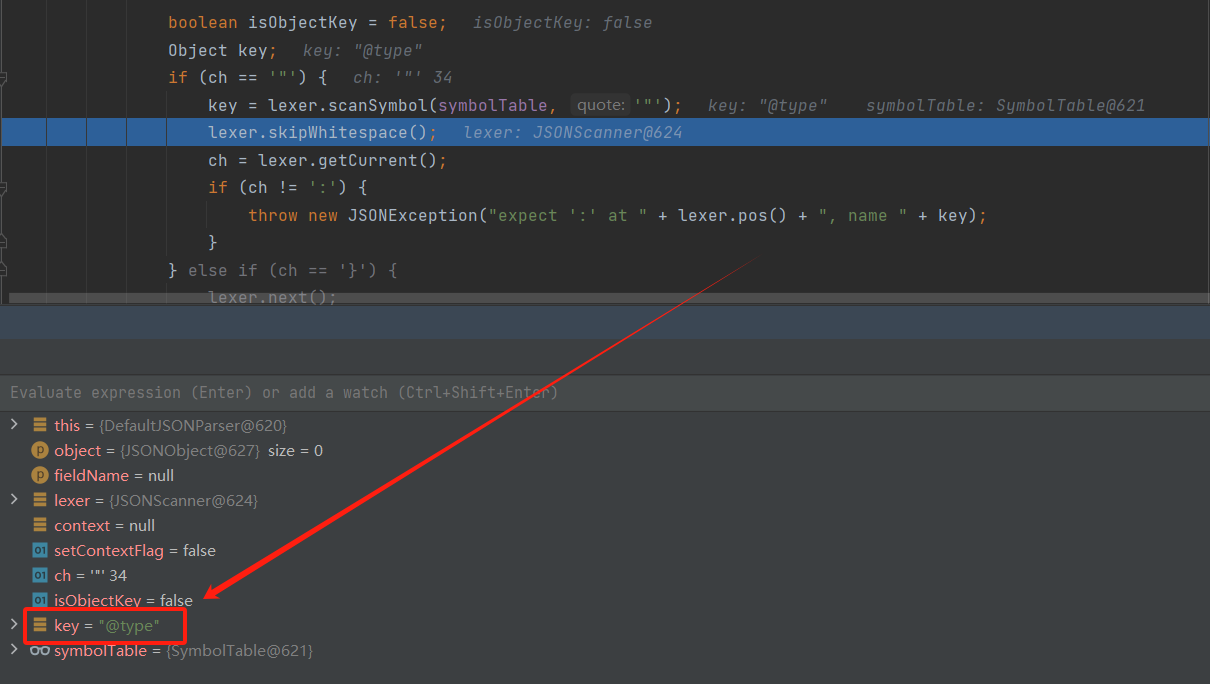 boolean isObjectKey = false; isObjectKey: false
Object key; key: "@type"
if (ch == '"') { ch: '"' 34
key = lexer.scanSymbol(symbolTable, quote: '"'); key: "@type" symbolTable: SymbolTable@621
lexer.skipWhitespace(); lexer: JSONScanner@624
ch = lexer.getCurrent();
if (ch != ':') {
throw new JSONException("expect ':' at " + lexer.pos() + ", name " + key);
}
} else if (ch == '}') {
lexer.next();
Evaluate expression (Enter) or add a watch (Ctrl+Shift+Enter)
this = {DefaultJSONParser@620}
p object = {JSONObject@627} size = 0
p fieldName = null
lexer = {JSONScanner@624}
context = null
01 setContextFlag = false
01 ch = '"' 34
01 isObjectKey = false
key = "@type"
symbolTable = {SymbolTable@621}